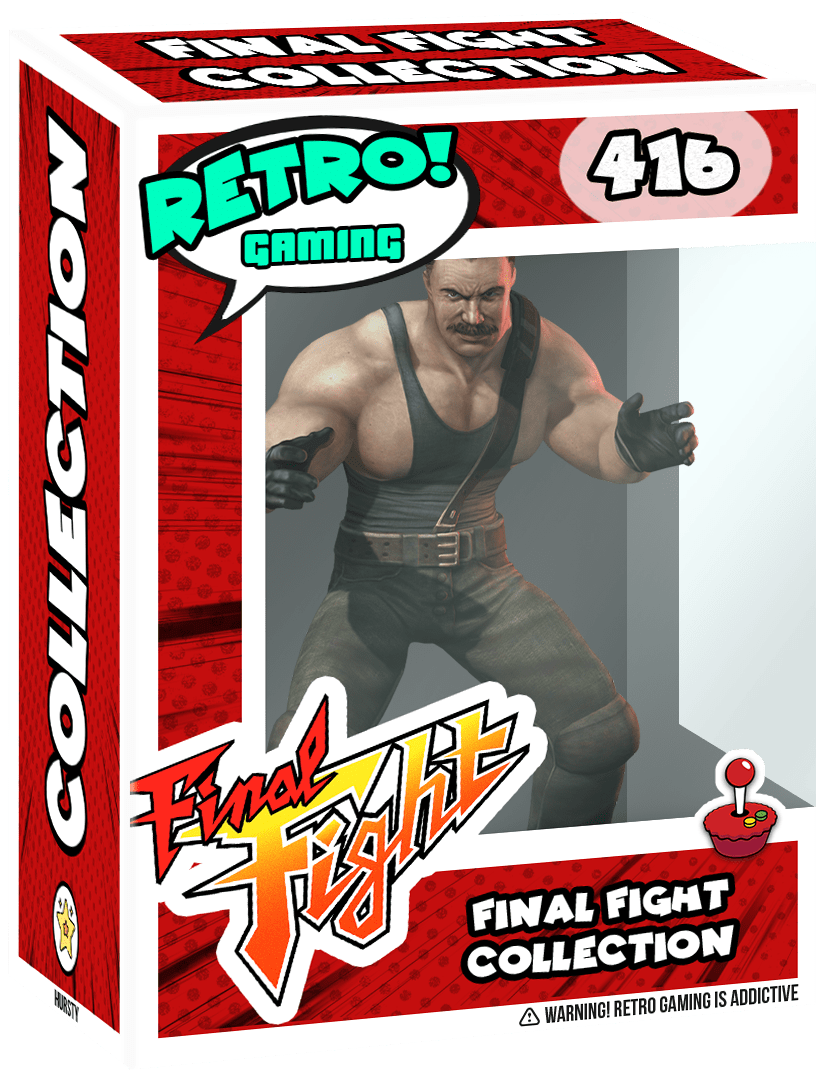 FINAL FIGHT
COLLECTION
COLLECTION
HURSTY
RETRO!
GAMING
416
Final
Fight
FINAL FIGHT
COLLECTION
WARNING! RETRO GAMING IS ADDICTIVE